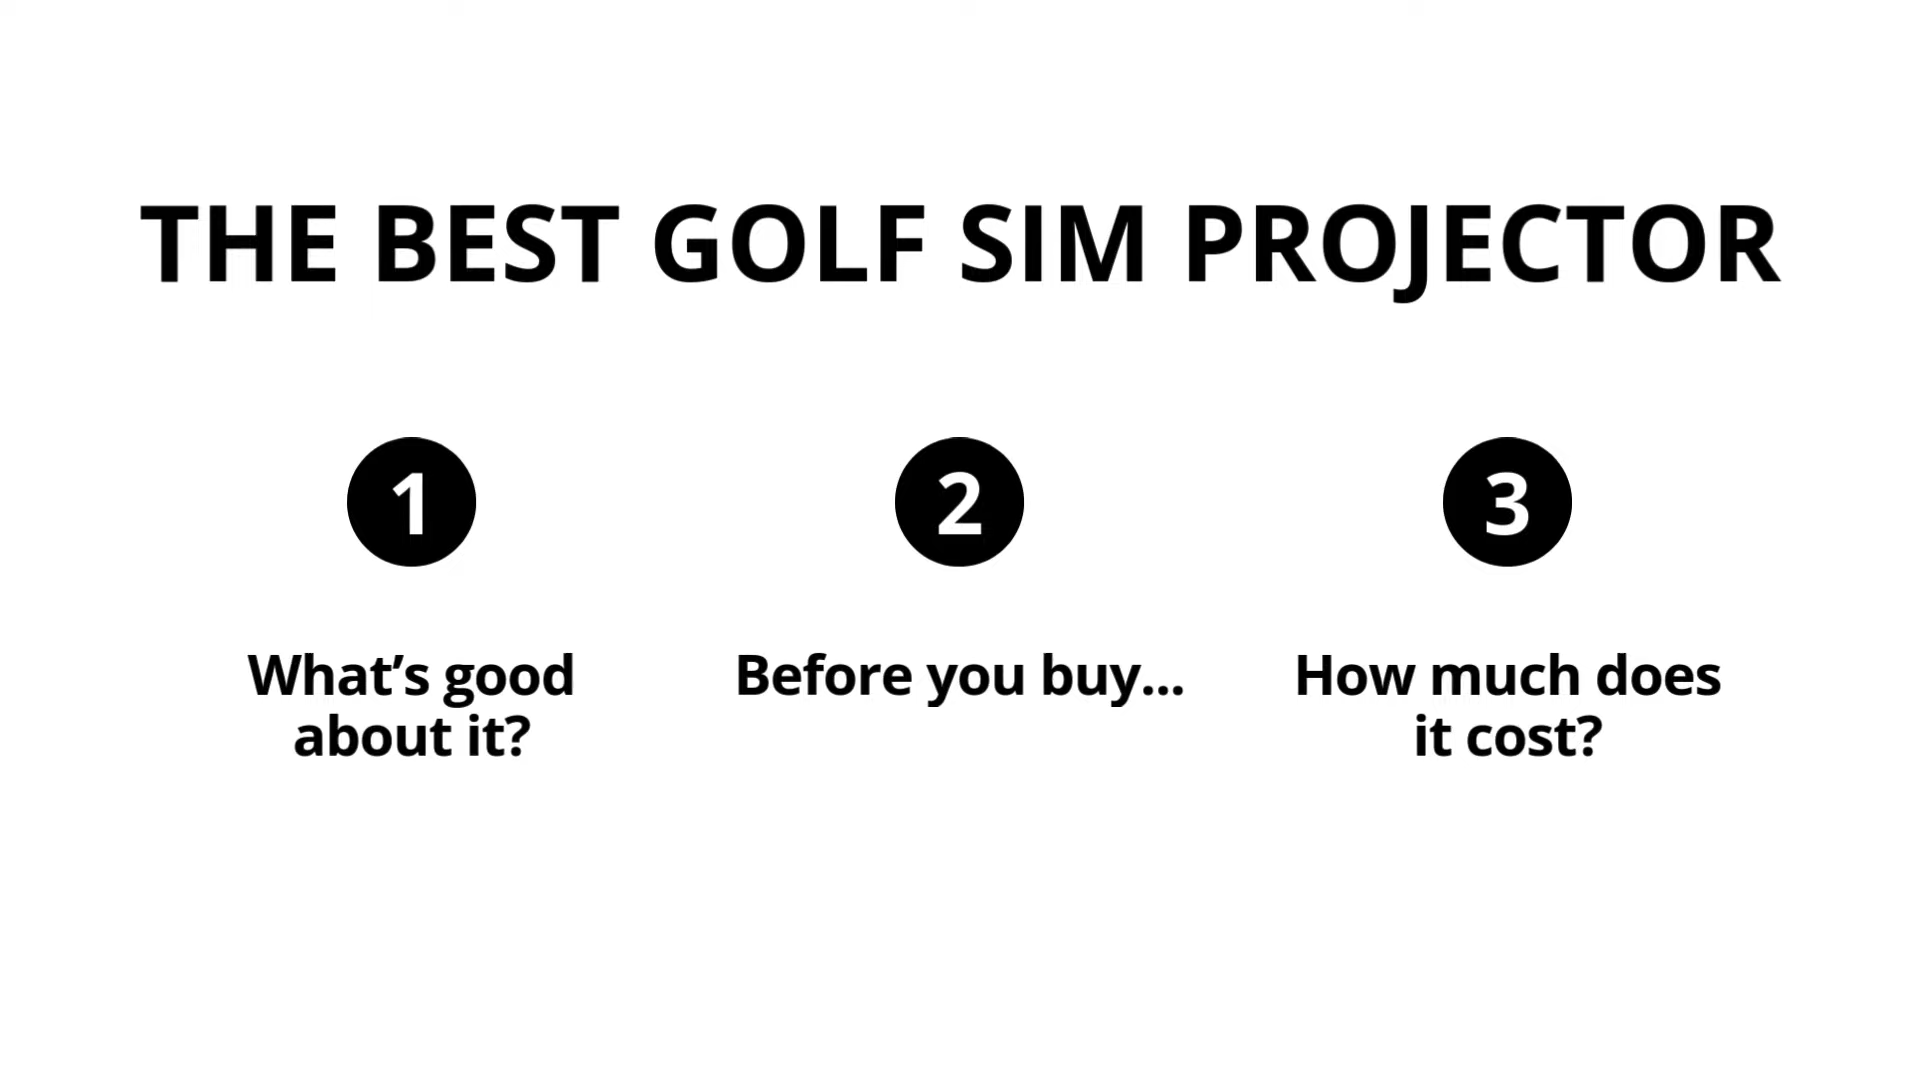 THE BEST GOLF SIM PROJECTOR
1
2
3
What’s good
about it?
Before you buy...
How much does
it cost?